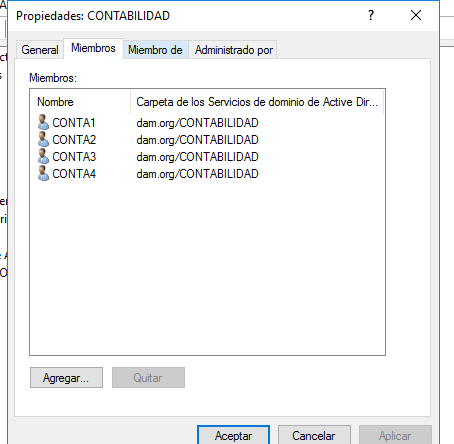 Propiedades: CONTABILIDAD ? ×
General Miembros Miembro de Administrado por
Miembros:
Nombre Carpeta de los Servicios de dominio de Active Dir...
CONTA1 dam.org/CONTABILIDAD
CONTA2 dam.org/CONTABILIDAD
CONTA3 dam.org/CONTABILIDAD
CONTA4 dam.org/CONTABILIDAD
Agregar... Quitar
Aceptar Cancelar Aplicar